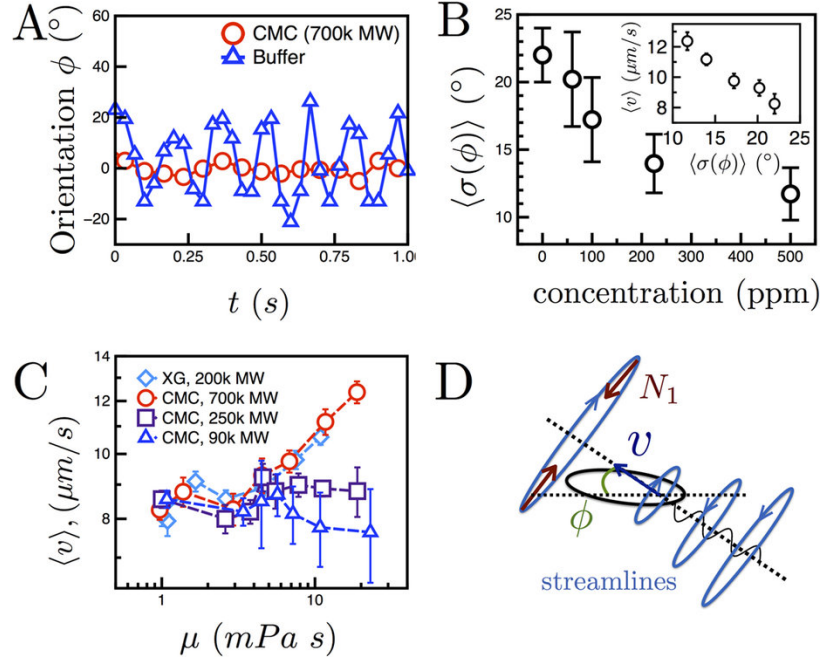 A
CMC (700k MW)
Buffer
Orientation ϕ (°)
60
40
20
0
−20
0
0.25
0.50
0.75
1.00
t (s)
B
⟨σ(ϕ)⟩ (°)
25
20
15
10
0
100
200
300
400
500
concentration (ppm)
⟨v⟩ (μm/s)
12
10
8
10
15
20
25
⟨σ(ϕ)⟩ (°)
C
XG, 200k MW
CMC, 700k MW
CMC, 250k MW
CMC, 90k MW
⟨v⟩, (μm/s)
14
12
10
8
1
10
μ (mPa s)
D
N₁
υ
ϕ
streamlines